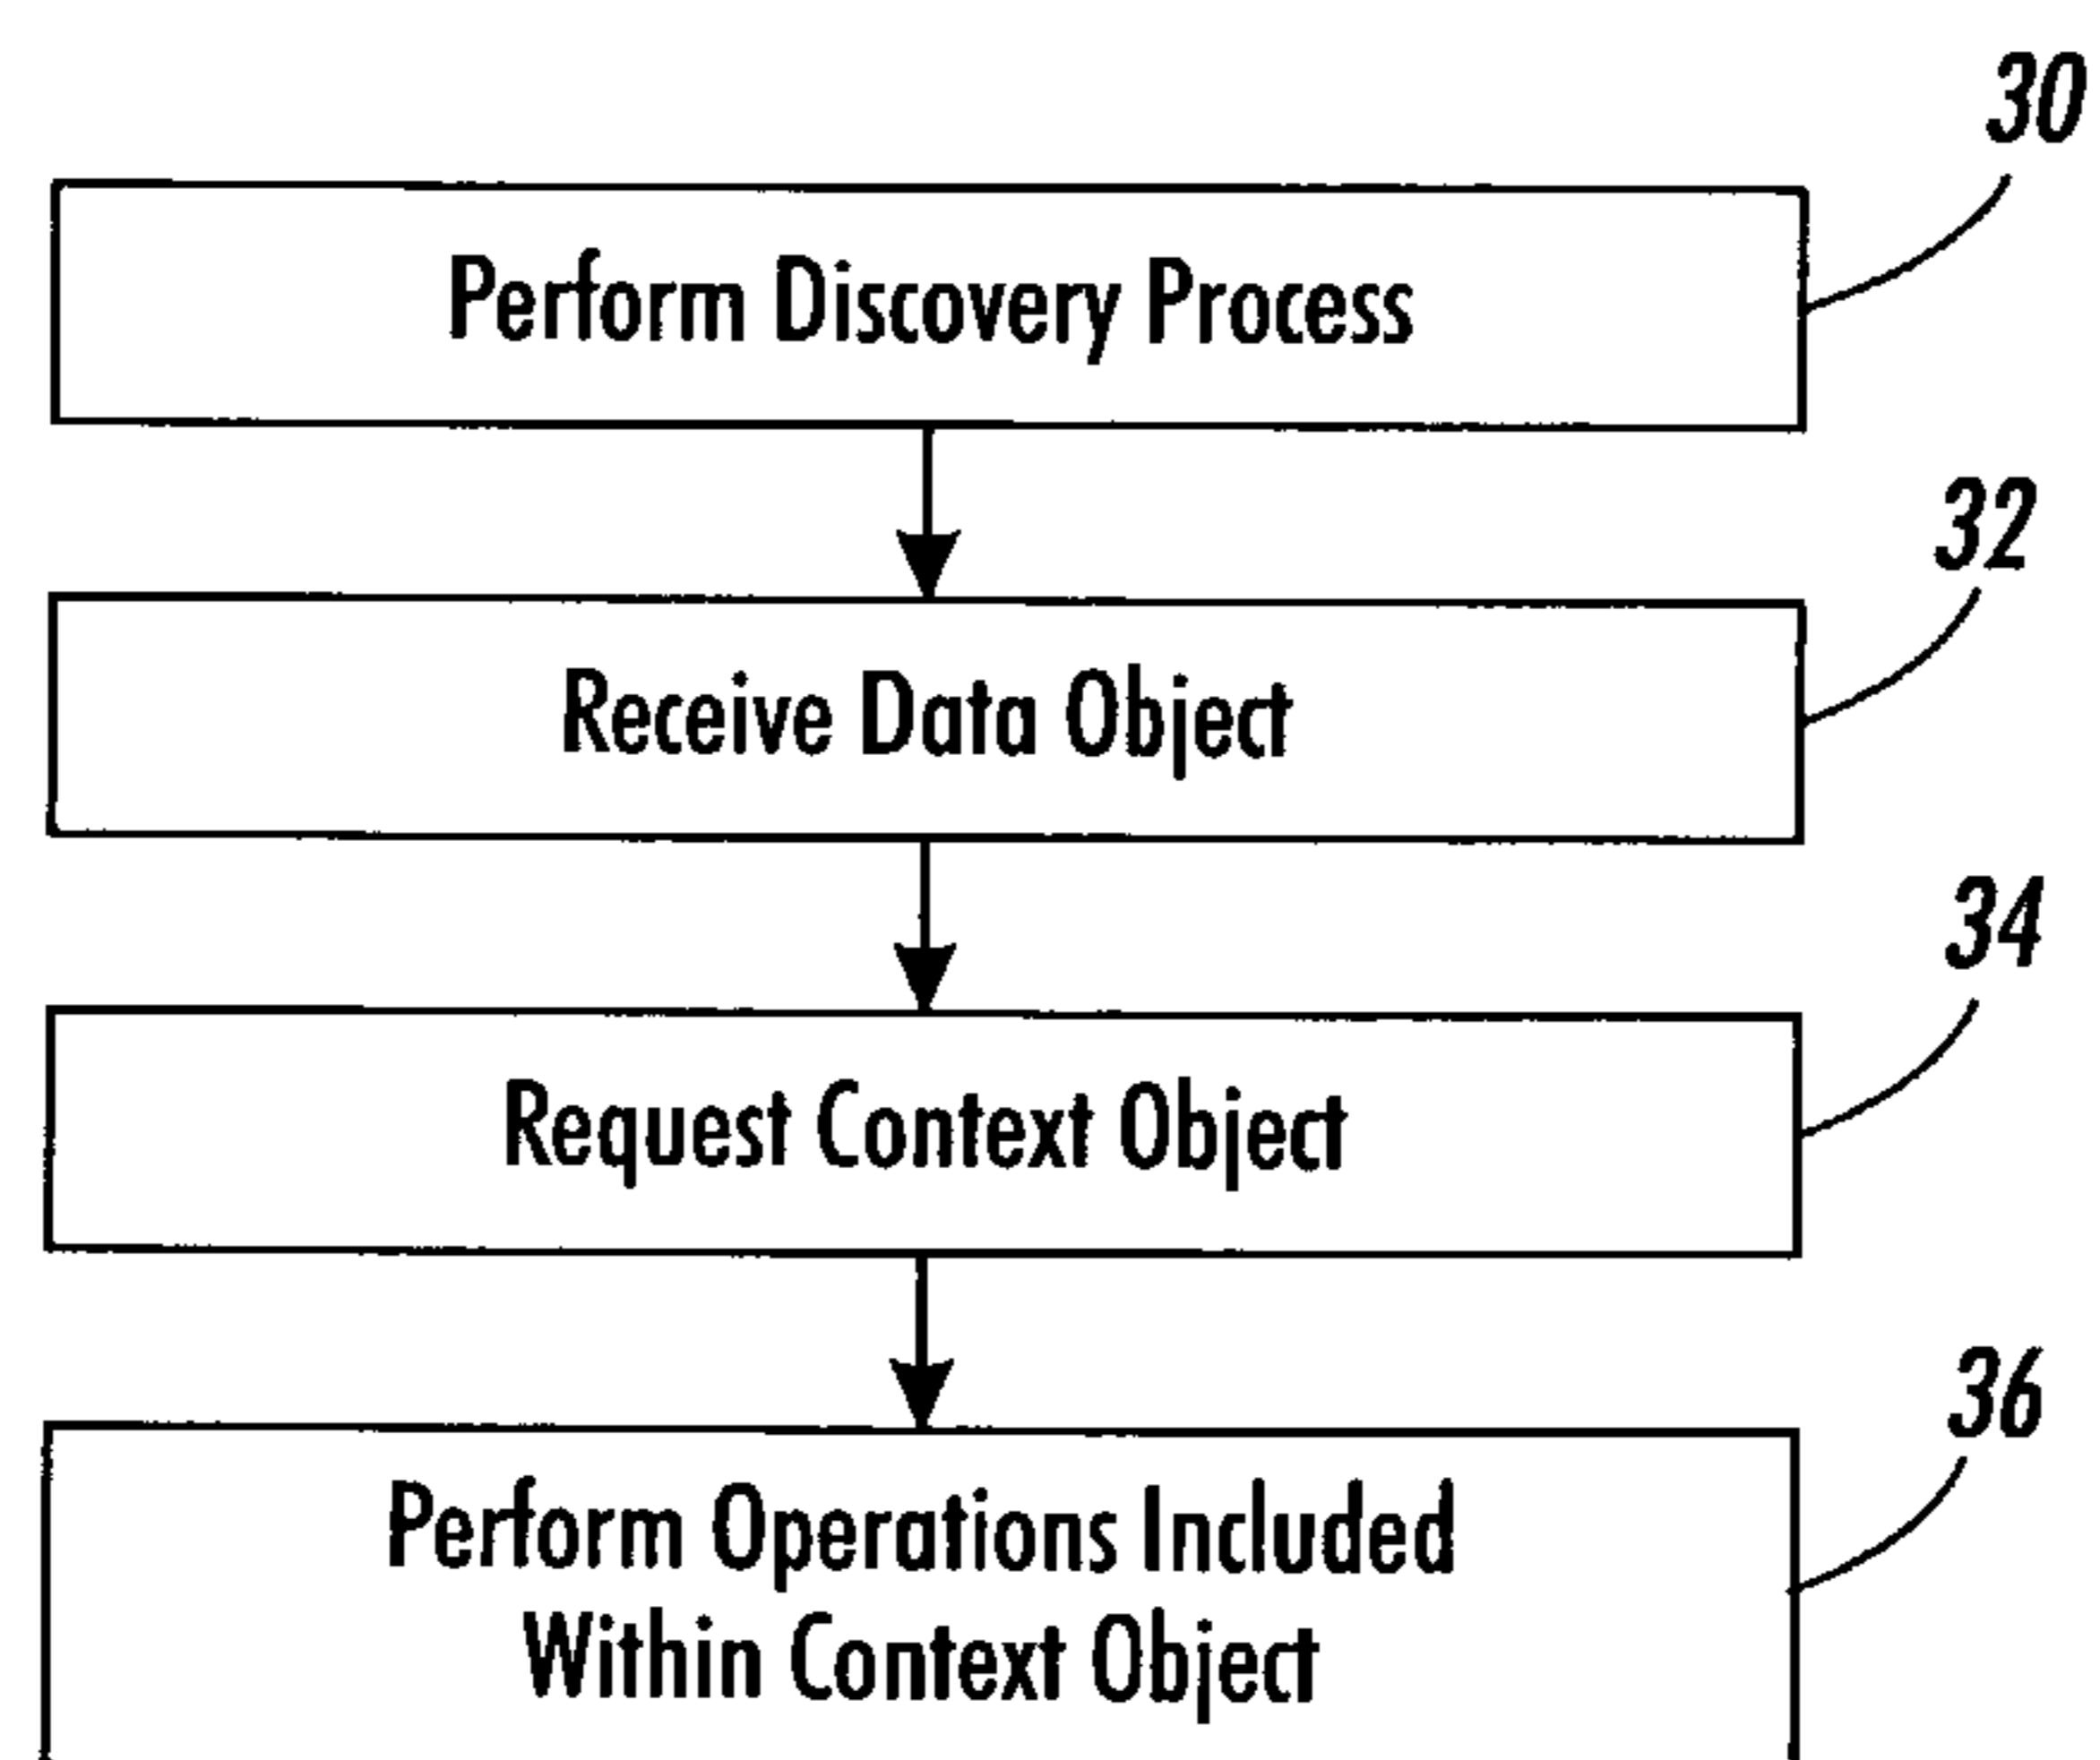 30
Perform Discovery Process
32
Receive Data Object
34
Request Context Object
36
Perform Operations Included
Within Context Object